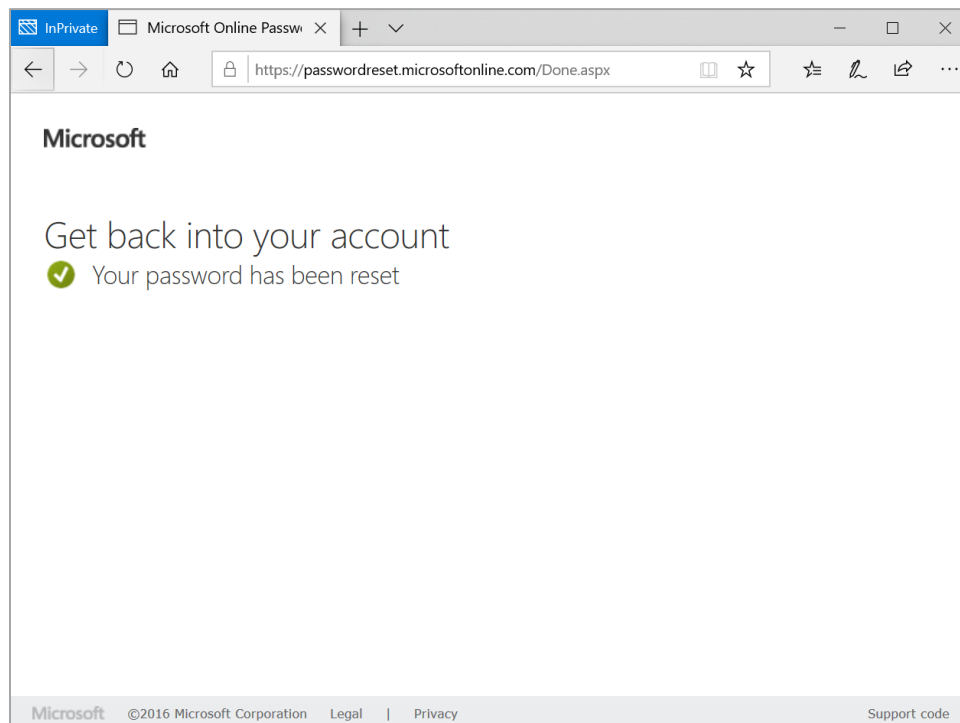 InPrivate
Microsoft Online Passw
https://passwordreset.microsoftonline.com/Done.aspx
Microsoft
Get back into your account
Your password has been reset
Microsoft ©2016 Microsoft Corporation Legal | Privacy Support code